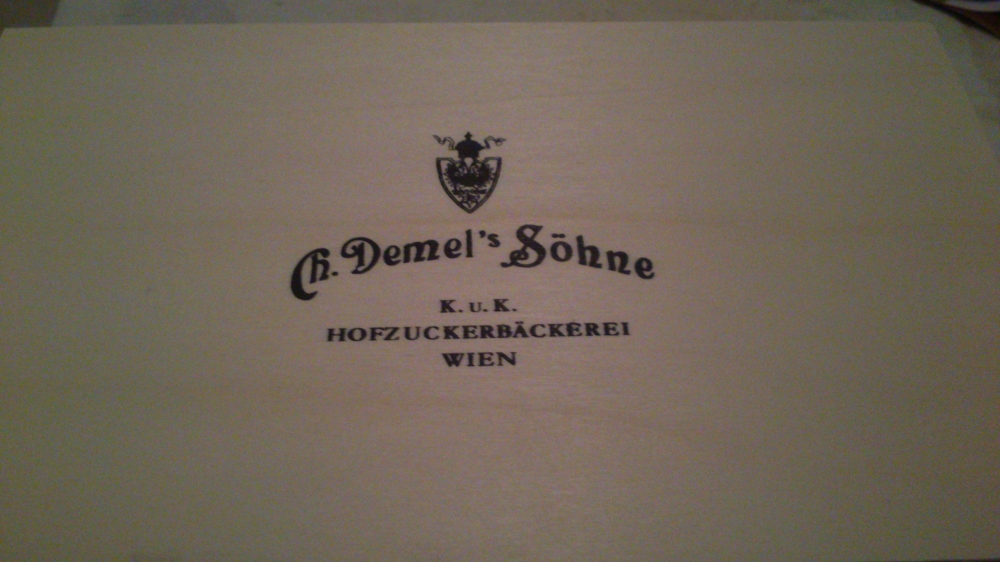 Ch. Demel's Söhne
K. u. K.
HOFZUCKERBÄCKEREI
WIEN